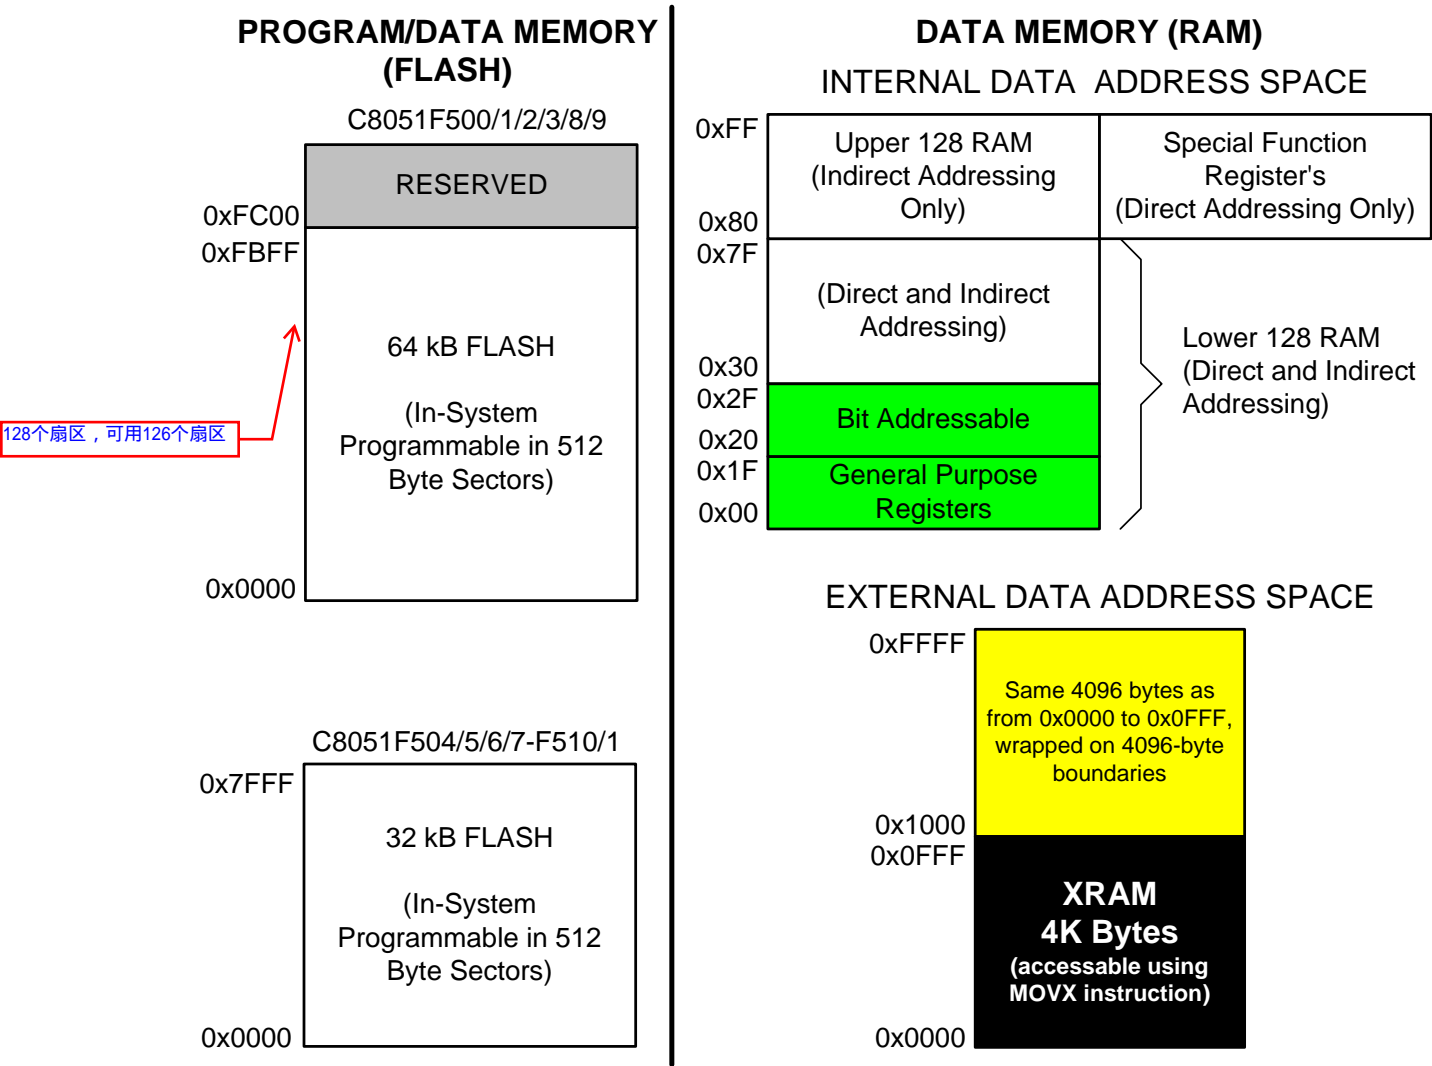 PROGRAM/DATA MEMORY
(FLASH)
C8051F500/1/2/3/8/9
RESERVED
0xFC00
0xFBFF
64 kB FLASH
(In-System
Programmable in 512
Byte Sectors)
128个扇区，可用126个扇区
0x0000
C8051F504/5/6/7-F510/1
0x7FFF
32 kB FLASH
(In-System
Programmable in 512
Byte Sectors)
0x0000
DATA MEMORY (RAM)
INTERNAL DATA ADDRESS SPACE
0xFF
Upper 128 RAM
(Indirect Addressing
Only)
Special Function
Register's
(Direct Addressing Only)
0x80
0x7F
(Direct and Indirect
Addressing)
0x30
Lower 128 RAM
(Direct and Indirect
Addressing)
0x2F
Bit Addressable
0x20
0x1F
General Purpose
Registers
0x00
EXTERNAL DATA ADDRESS SPACE
0xFFFF
Same 4096 bytes as
from 0x0000 to 0x0FFF,
wrapped on 4096-byte
boundaries
0x1000
0x0FFF
XRAM
4K Bytes
(accessable using
MOVX instruction)
0x0000